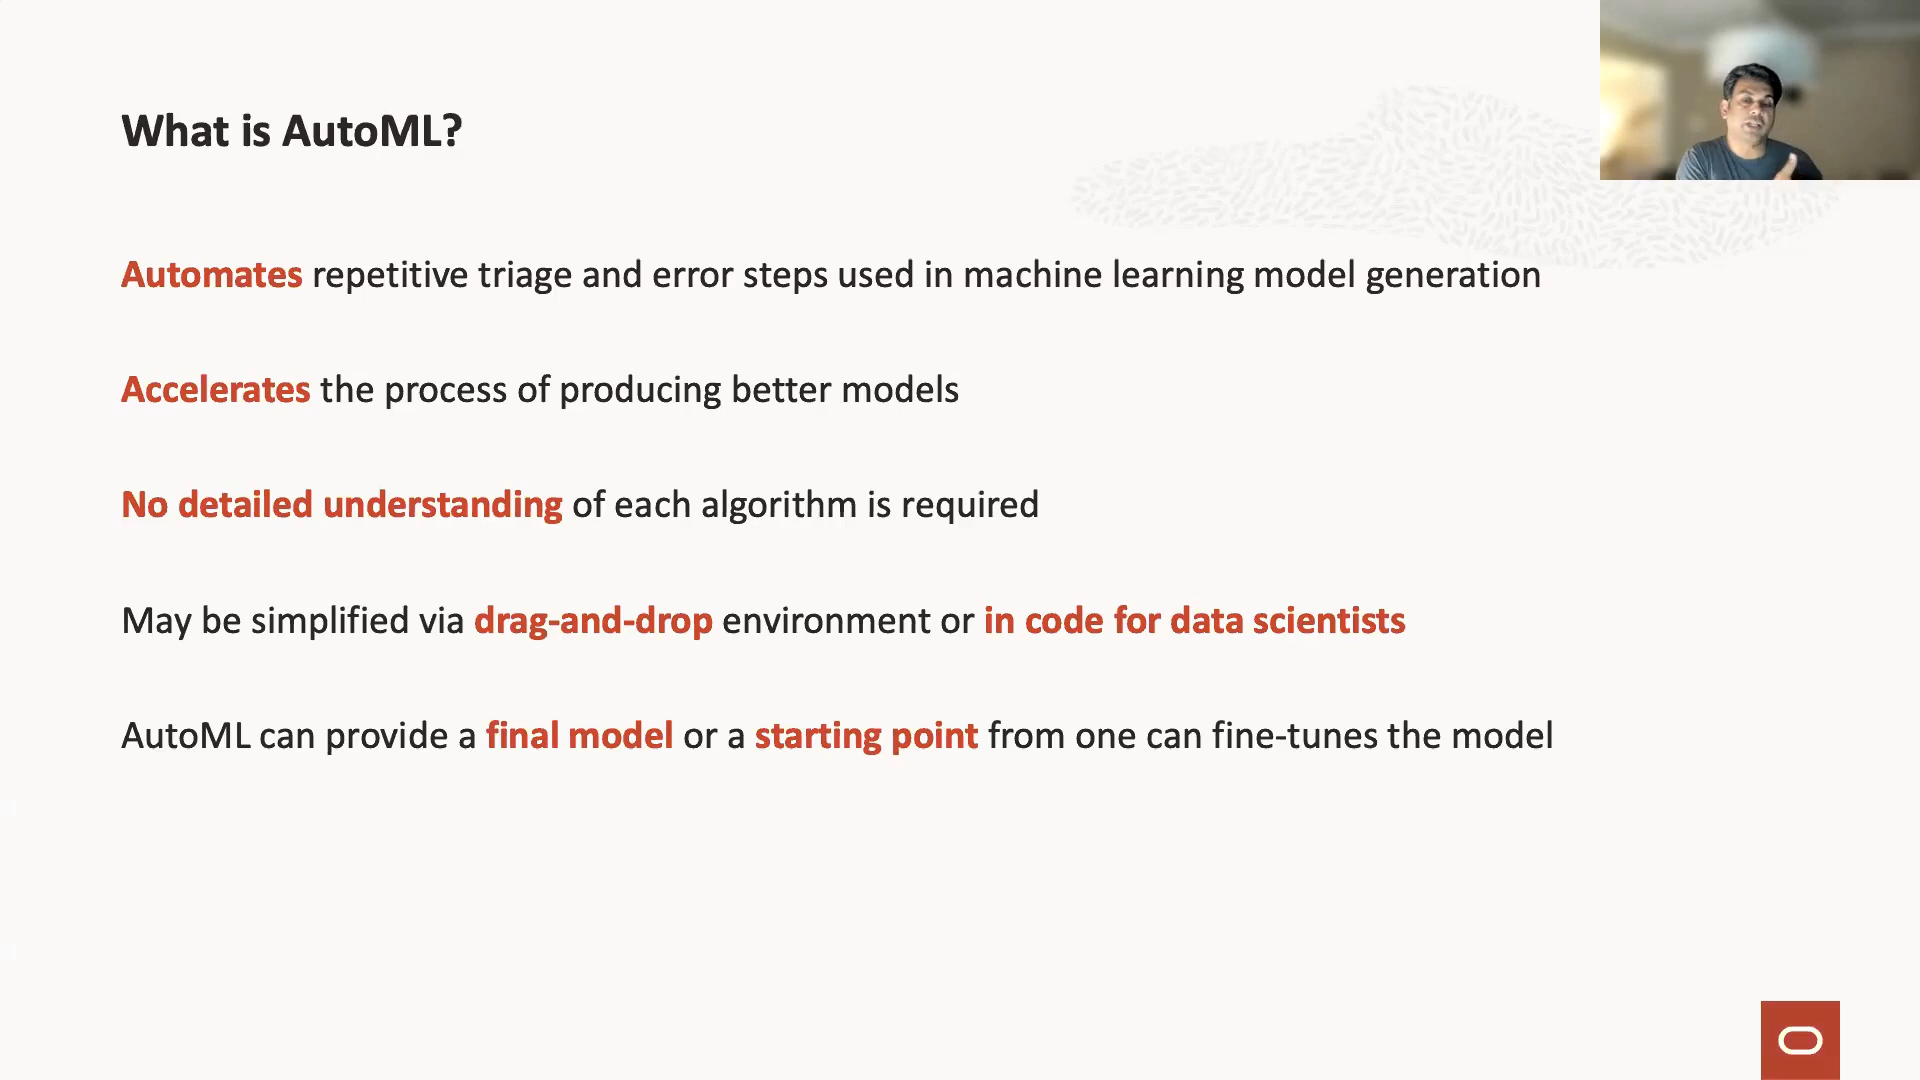 What is AutoML?
Automates repetitive triage and error steps used in machine learning model generation
Accelerates the process of producing better models
No detailed understanding of each algorithm is required
May be simplified via drag-and-drop environment or in code for data scientists
AutoML can provide a final model or a starting point from one can fine-tunes the model